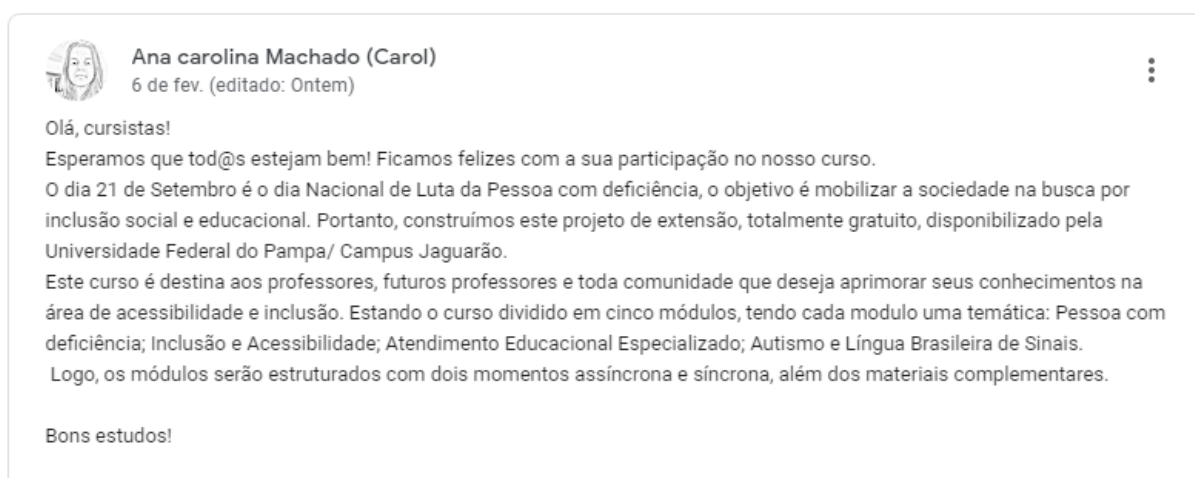 Ana carolina Machado (Carol)
6 de fev. (editado: Ontem)
Olá, cursistas!
Esperamos que tod@s estejam bem! Ficamos felizes com a sua participação no nosso curso.
O dia 21 de Setembro é o dia Nacional de Luta da Pessoa com deficiência, o objetivo é mobilizar a sociedade na busca por
inclusão social e educacional. Portanto, construímos este projeto de extensão, totalmente gratuito, disponibilizado pela
Universidade Federal do Pampa/ Campus Jaguarão.
Este curso é destina aos professores, futuros professores e toda comunidade que deseja aprimorar seus conhecimentos na
área de acessibilidade e inclusão. Estando o curso dividido em cinco módulos, tendo cada modulo uma temática: Pessoa com
deficiência; Inclusão e Acessibilidade; Atendimento Educacional Especializado; Autismo e Língua Brasileira de Sinais.
Logo, os módulos serão estruturados com dois momentos assíncrona e síncrona, além dos materiais complementares.
Bons estudos!